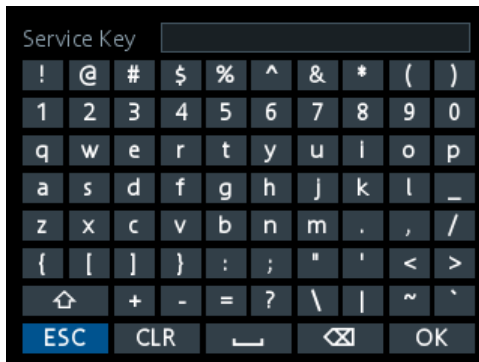 Service Key
! @ # $ % ^ & * ( )
1 2 3 4 5 6 7 8 9 0
q w e r t y u i o p
a s d f g h j k l _
z x c v b n m . , /
{ [ ] } : ; " ' < >
+ - = ? \ | ~ `
ESC CLR OK